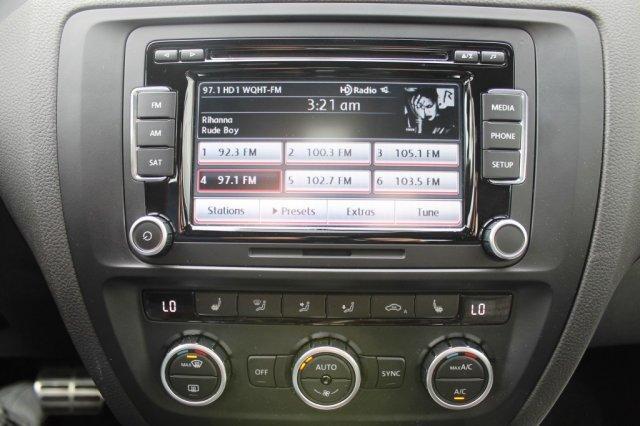 97.1 HD1 WQHT-FM HD Radio
3:21 am
Rihanna
Rude Boy
1 92.3 FM 2 100.3 FM 3 105.1 FM
4 97.1 FM 5 102.7 FM 6 103.5 FM
Stations Presets Extras Tune
FM
AM
SAT
MEDIA
PHONE
SETUP
LO LO
MAX
OFF AUTO SYNC
MAX A/C
A/C